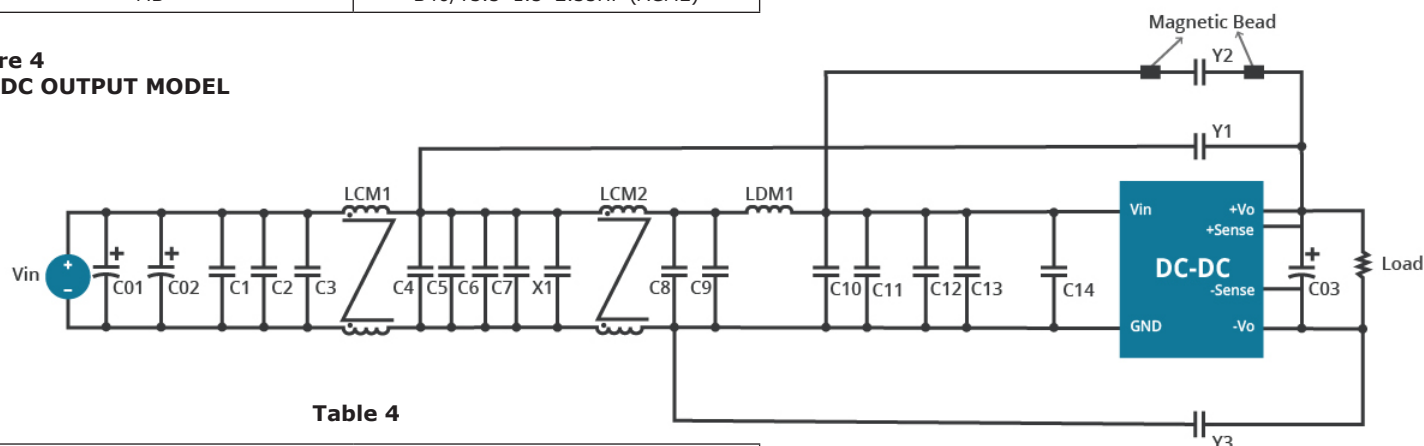 Magnetic Bead
re 4
DC OUTPUT MODEL
Y2
Y1
LCM1
LCM2
LDM1
Vin
+Vo
+Sense
DC-DC
-Sense
GND
-Vo
Vin
+
-
+
C01
+
C02
C1
C2
C3
C4
C5
C6
C7
X1
C8
C9
C10
C11
C12
C13
C14
+
C03
Load
Table 4
Y3